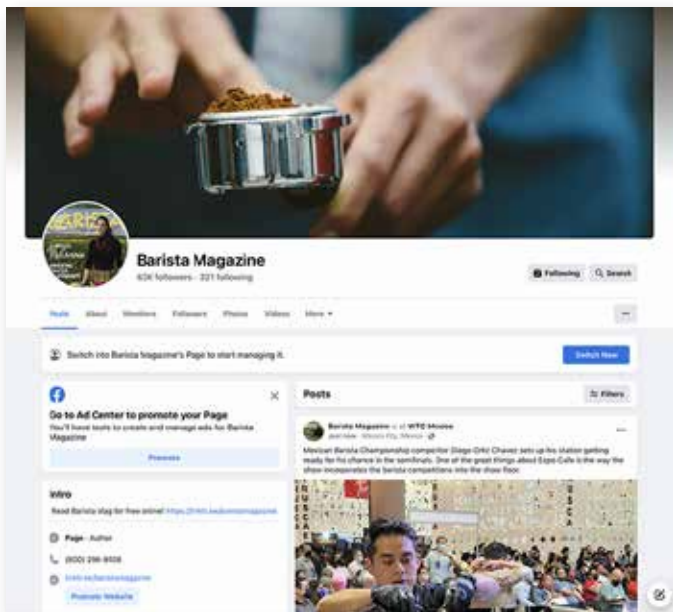 Barista Magazine
62K followers · 321 following
Following
Search
Posts About Mentions Followers Photos Videos More
Switch into Barista Magazine's Page to start managing it.
Switch Now
Go to Ad Center to promote your Page
You'll have tools to create and manage ads for Barista
Magazine
Promote
Intro
Read Barista Mag for free online!
Page · Author
Promote Website
Posts
Filters
Barista Magazine is at WTC Mexico
Mexico City, Mexico
Mexican Barista Championship competitor Diego Ortiz Chavez sets up his station getting
ready for his chance in the semifinals. One of the great things about Expo Cafe is the way the
show incorporates the barista competitions into the show floor.